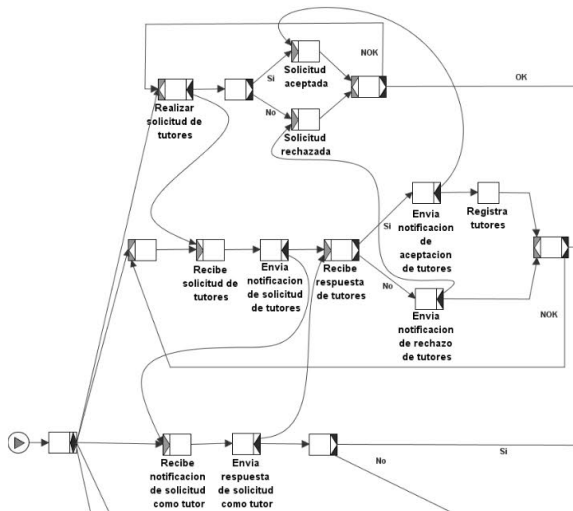 NOK
OK
Si
Solicitud
aceptada
Realizar
solicitud de
tutores
No
Solicitud
rechazada
Si
Envia
notificacion
de
aceptacion
de tutores
Registra
tutores
Recibe
solicitud de
tutores
Envia
notificacion
de solicitud
de tutores
Recibe
respuesta
de tutores
No
Envia
notificacion
de rechazo
de tutores
NOK
Recibe
notificacion
de solicitud
como tutor
Envia
respuesta
de solicitud
como tutor
Si
No